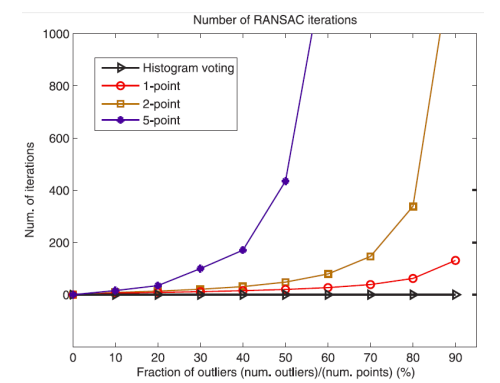 Number of RANSAC iterations
1000
800
600
400
200
0
Num. of iterations
Histogram voting
1-point
2-point
5-point
0 10 20 30 40 50 60 70 80 90
Fraction of outliers (num. outliers)/(num. points) (%)